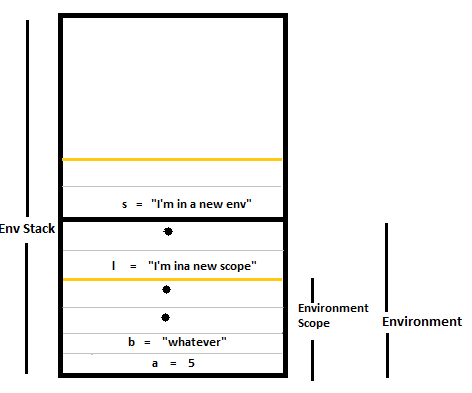 s = "I'm in a new env"
Env Stack
l = "I'm ina new scope"
Environment
Scope
Environment
b = "whatever"
a = 5